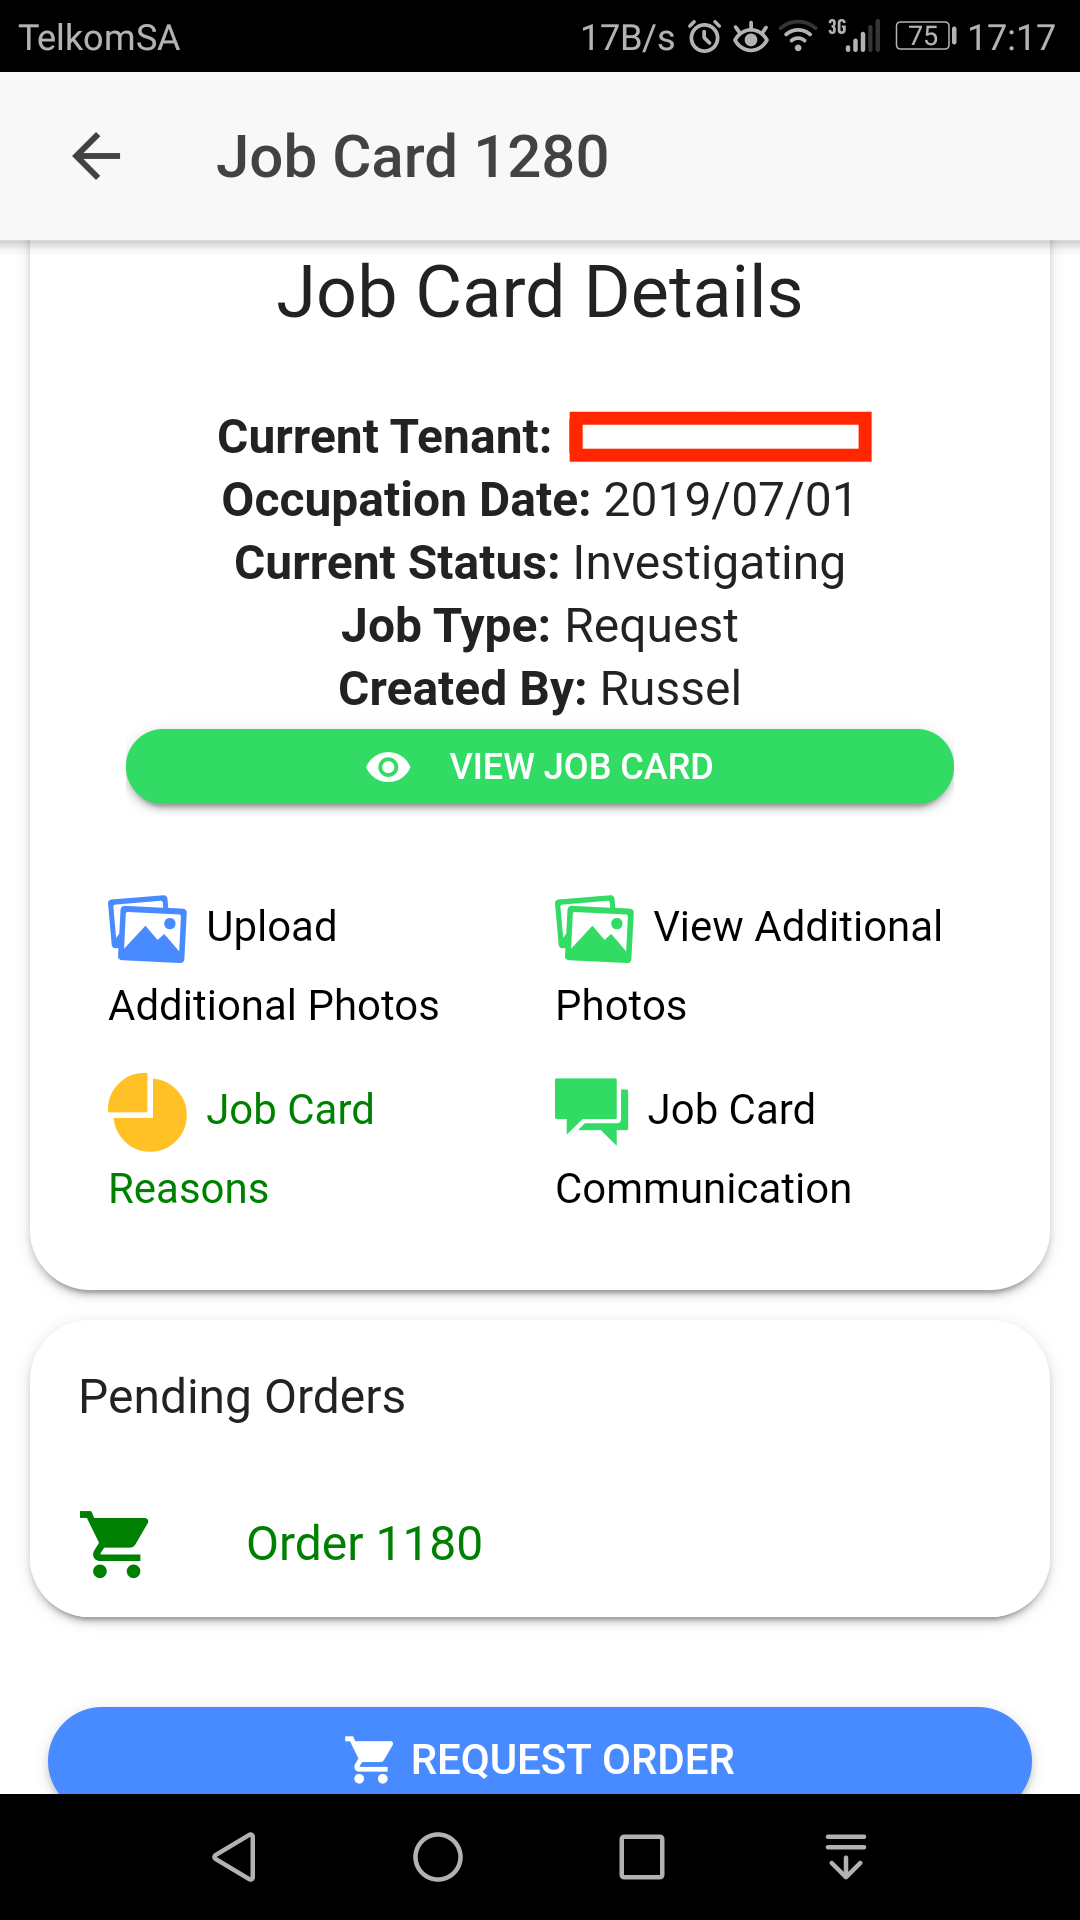 TelkomSA 17B/s 3G 75 17:17
Job Card 1280
Job Card Details
Current Tenant:
Occupation Date: 2019/07/01
Current Status: Investigating
Job Type: Request
Created By: Russel
VIEW JOB CARD
Upload
Additional Photos
View Additional
Photos
Job Card
Reasons
Job Card
Communication
Pending Orders
Order 1180
REQUEST ORDER